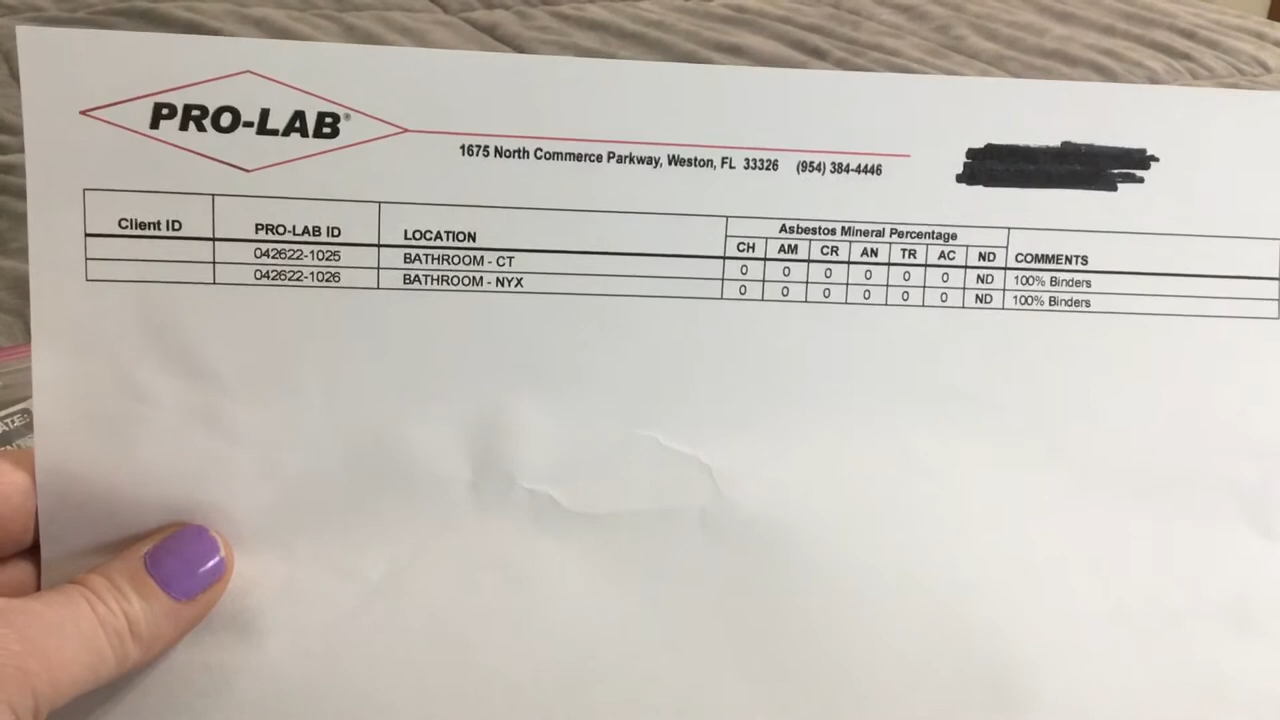 PRO-LAB®
1675 North Commerce Parkway, Weston, FL 33326 (954) 384-4446
Asbestos Mineral Percentage
Client ID PRO-LAB ID LOCATION CH AM CR AN TR AC ND COMMENTS
042622-1025 BATHROOM - CT 0 0 0 0 0 0 ND 100% Binders
042622-1026 BATHROOM - NYX 0 0 0 0 0 0 ND 100% Binders
ATE: